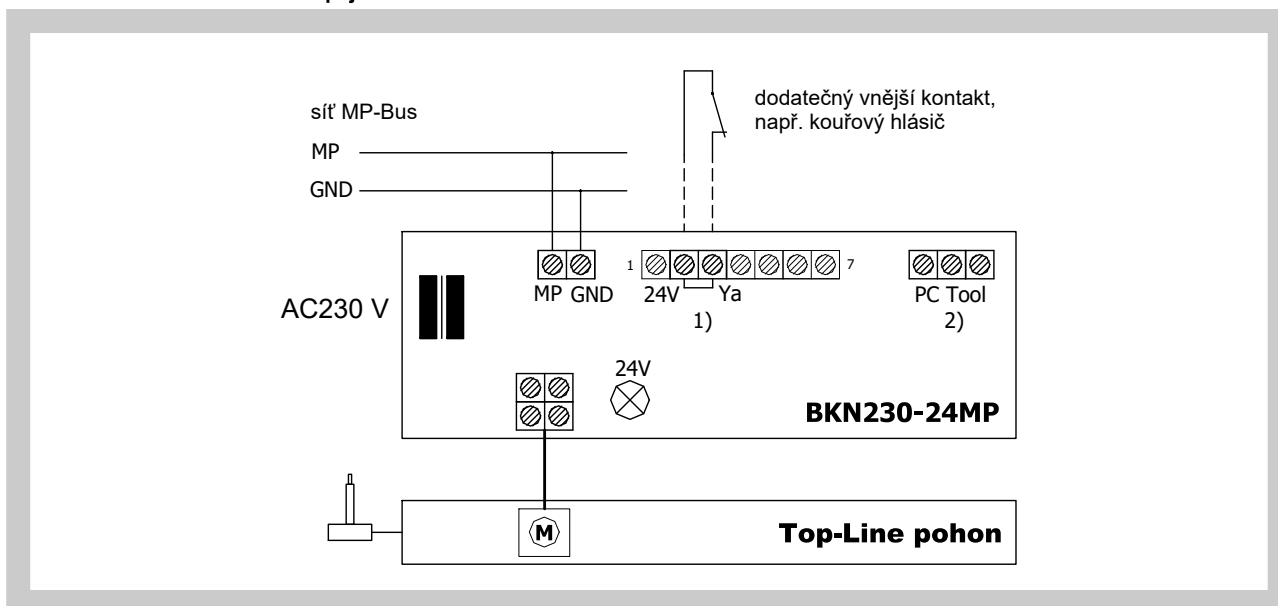 síť MP-Bus
dodatečný vnější kontakt,
např. kouřový hlásič
MP
GND
AC230 V
MP GND
1
7
24V
Ya
1)
PC Tool
2)
24V
BKN230-24MP
M
Top-Line pohon